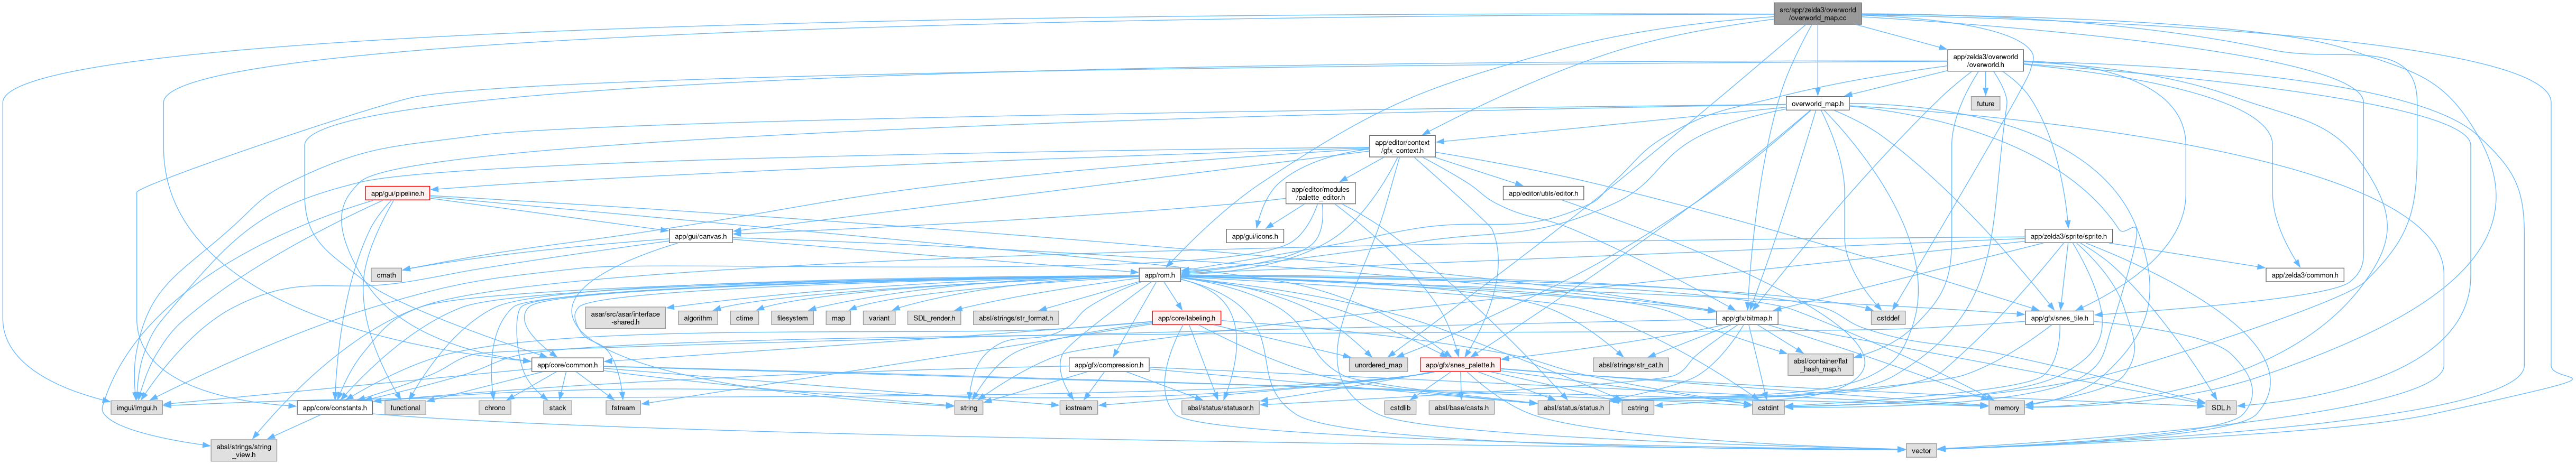 src/app/zelda3/overworld
/overworld_map.cc
app/zelda3/overworld
/overworld.h
overworld_map.h
future
app/editor/context
/gfx_context.h
app/gui/pipeline.h
app/editor/modules
/palette_editor.h
app/editor/utils/editor.h
app/gui/canvas.h
app/gui/icons.h
app/zelda3/sprite/sprite.h
cmath
app/rom.h
app/zelda3/common.h
asar/src/asar/interface
-shared.h
algorithm
ctime
filesystem
map
variant
SDL_render.h
absl/strings/str_format.h
app/core/labeling.h
app/gfx/bitmap.h
cstddef
app/gfx/snes_tile.h
app/core/common.h
app/gfx/compression.h
unordered_map
app/gfx/snes_palette.h
absl/strings/str_cat.h
absl/container/flat
_hash_map.h
imgui/imgui.h
app/core/constants.h
functional
chrono
stack
fstream
string
iostream
absl/status/statusor.h
cstdlib
absl/base/casts.h
absl/status/status.h
cstring
cstdint
memory
SDL.h
absl/strings/string
_view.h
vector